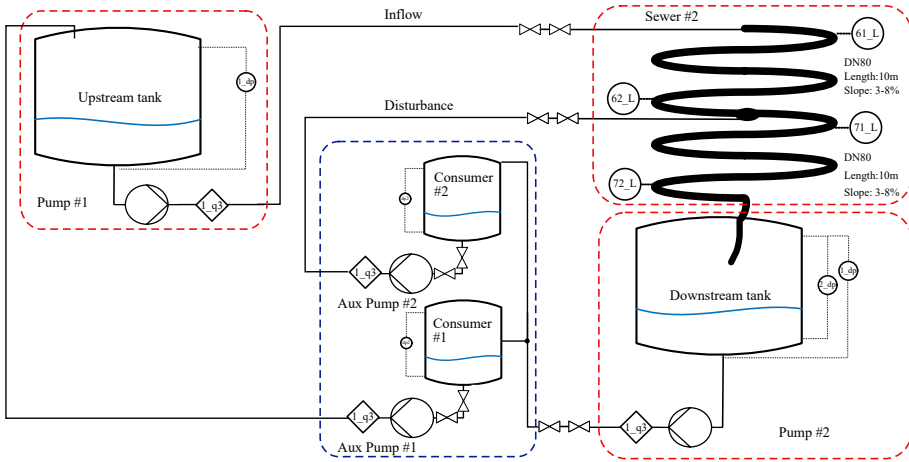 Inflow
Sewer #2
61_L
DN80
Length:10m
Slope: 3-8%
1_dp
Upstream tank
62_L
Disturbance
71_L
DN80
Length:10m
Slope: 3-8%
Consumer
#2
72_L
Pump #1
1_q3
1_q3
Aux Pump #2
Consumer
#1
Downstream tank
1_dp
2_dp
1_q3
Aux Pump #1
1_q3
Pump #2